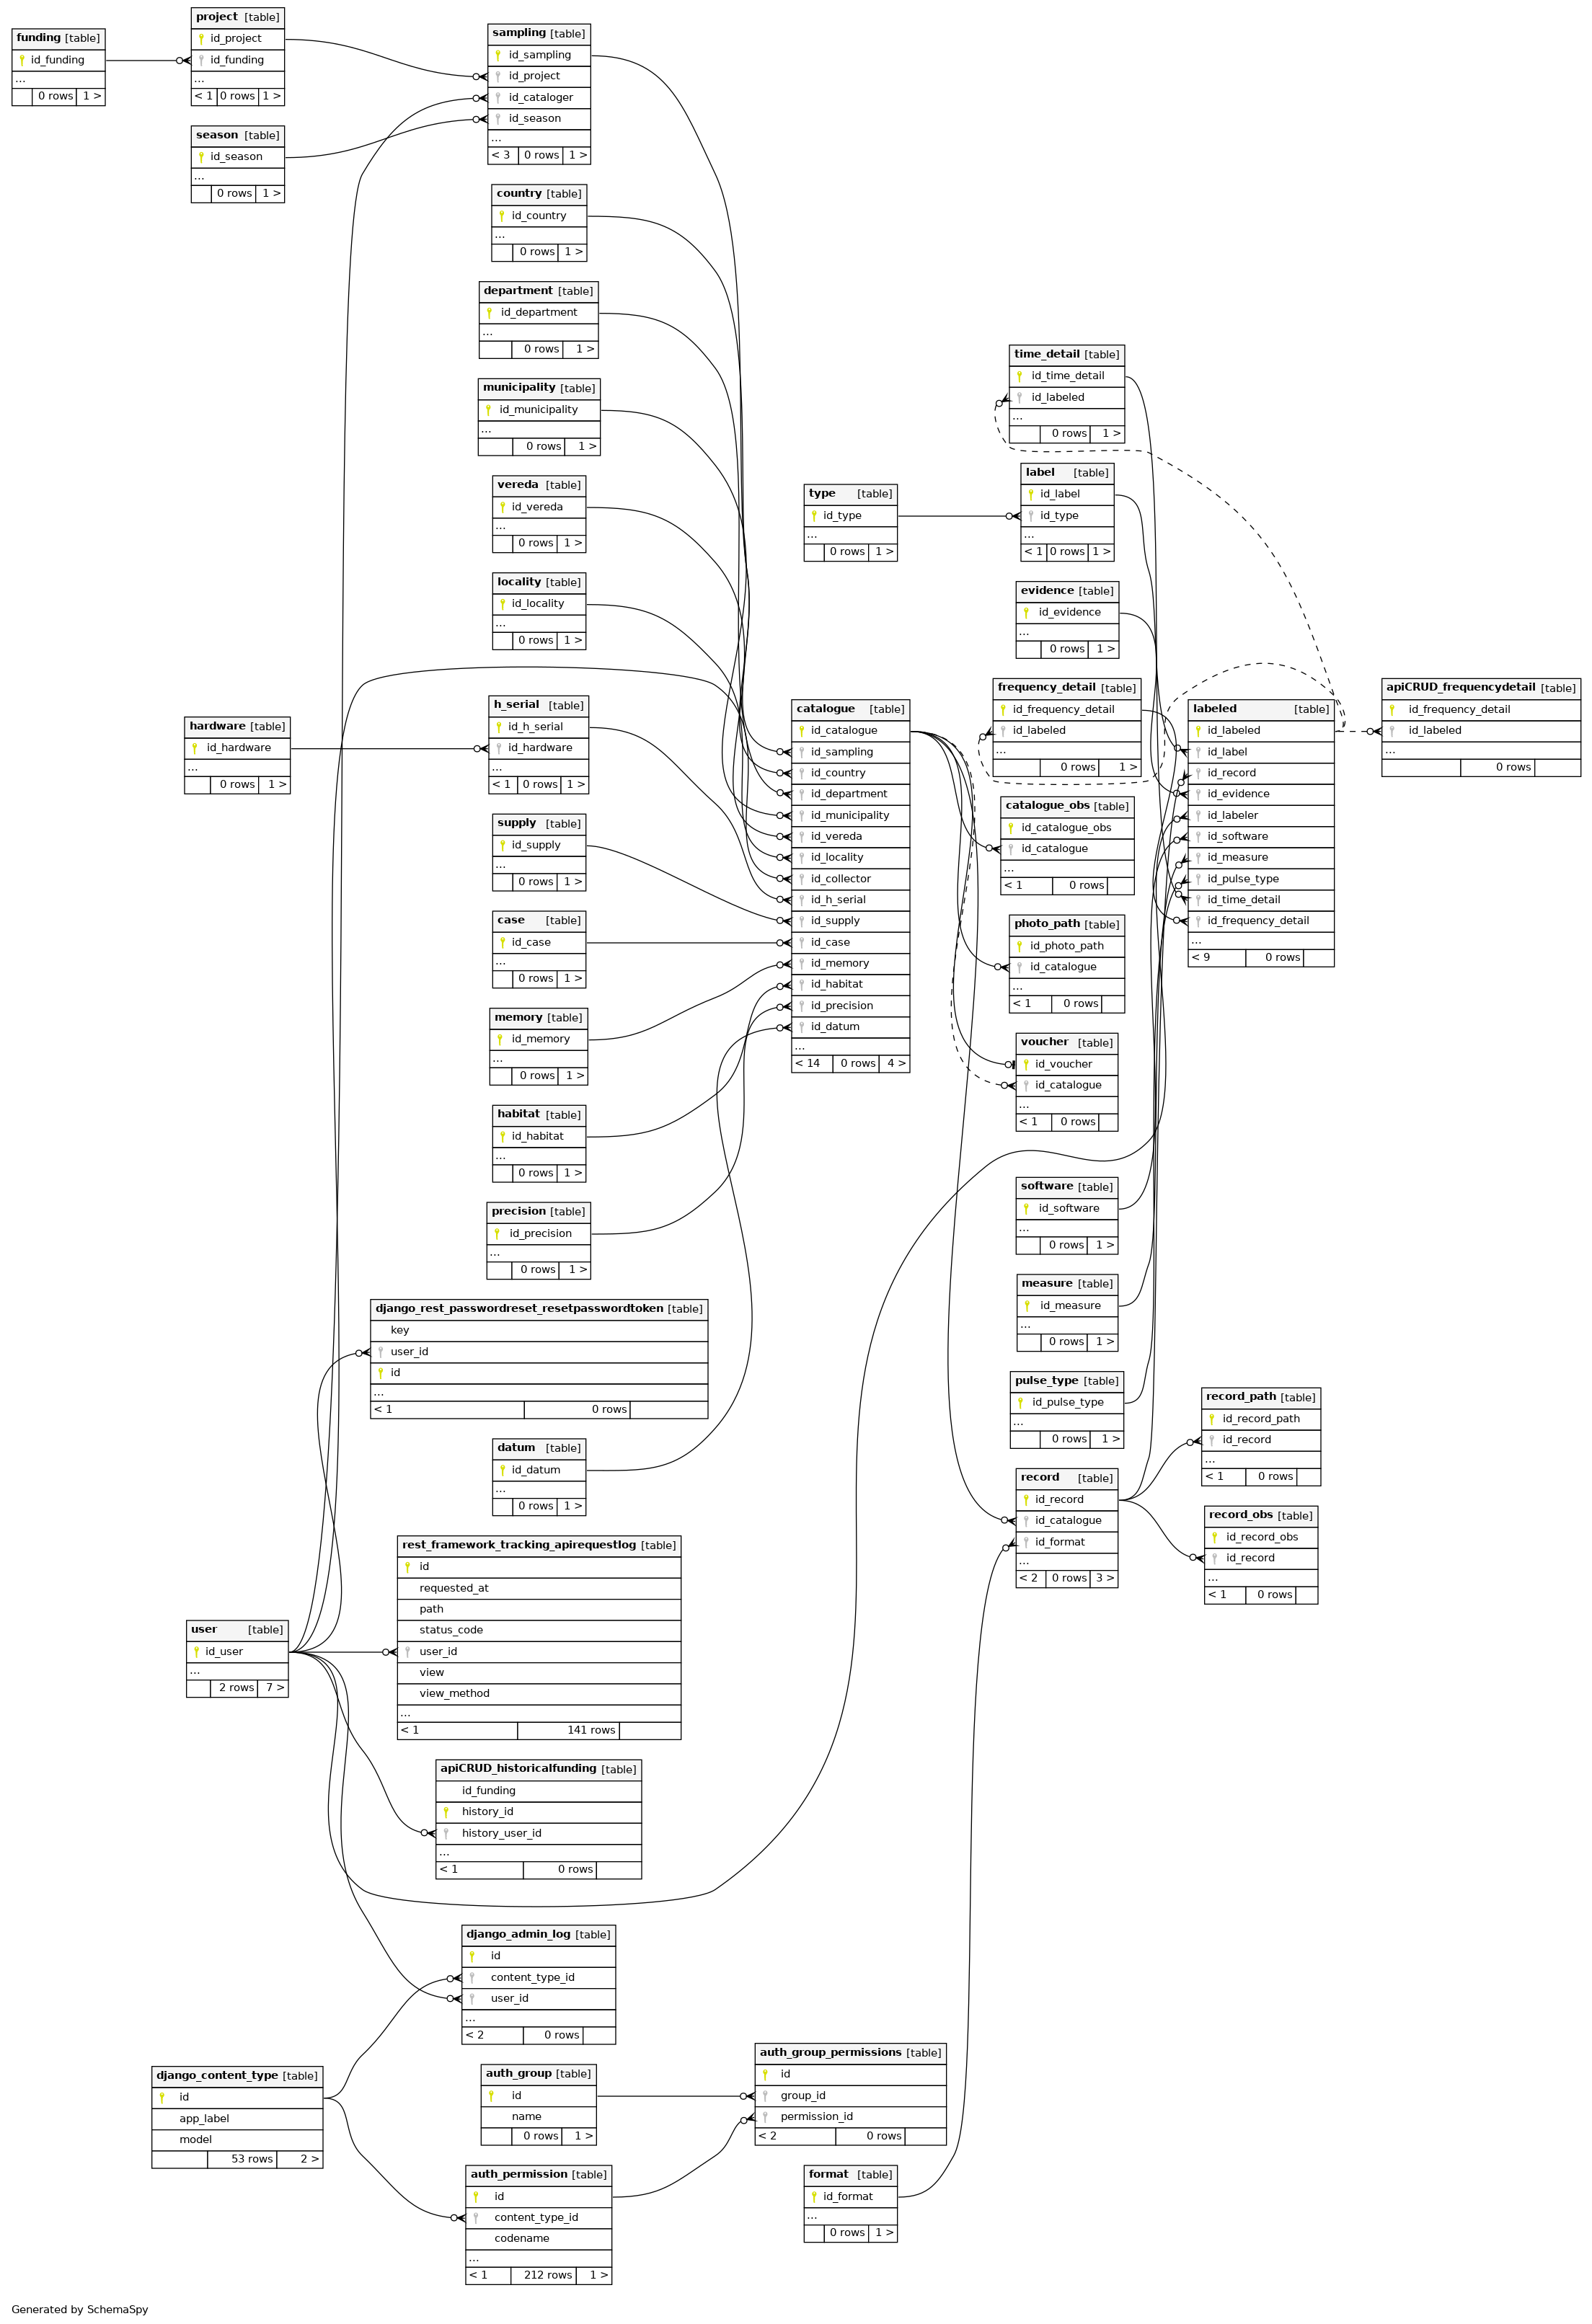 funding [table]
id_funding
...
0 rows 1 >
project [table]
id_project
id_funding
...
< 1 0 rows 1 >
season [table]
id_season
...
0 rows 1 >
sampling [table]
id_sampling
id_project
id_cataloger
id_season
...
< 3 0 rows 1 >
country [table]
id_country
...
0 rows 1 >
department [table]
id_department
...
0 rows 1 >
municipality [table]
id_municipality
...
0 rows 1 >
vereda [table]
id_vereda
...
0 rows 1 >
locality [table]
id_locality
...
0 rows 1 >
hardware [table]
id_hardware
...
0 rows 1 >
h_serial [table]
id_h_serial
id_hardware
...
< 1 0 rows 1 >
supply [table]
id_supply
...
0 rows 1 >
case [table]
id_case
...
0 rows 1 >
memory [table]
id_memory
...
0 rows 1 >
habitat [table]
id_habitat
...
0 rows 1 >
precision [table]
id_precision
...
0 rows 1 >
django_rest_passwordreset_resetpasswordtoken [table]
key
user_id
id
...
< 1 0 rows
datum [table]
id_datum
...
0 rows 1 >
rest_framework_tracking_apirequestlog [table]
id
requested_at
path
status_code
user_id
view
view_method
...
< 1 141 rows
user [table]
id_user
...
2 rows 7 >
apiCRUD_historicalfunding [table]
id_funding
history_id
history_user_id
...
< 1 0 rows
django_admin_log [table]
id
content_type_id
user_id
...
< 2 0 rows
django_content_type [table]
id
app_label
model
53 rows 2 >
auth_group [table]
id
name
0 rows 1 >
auth_permission [table]
id
content_type_id
codename
...
< 1 212 rows 1 >
auth_group_permissions [table]
id
group_id
permission_id
< 2 0 rows
format [table]
id_format
...
0 rows 1 >
type [table]
id_type
...
0 rows 1 >
catalogue [table]
id_catalogue
id_sampling
id_country
id_department
id_municipality
id_vereda
id_locality
id_collector
id_h_serial
id_supply
id_case
id_memory
id_habitat
id_precision
id_datum
...
< 14 0 rows 4 >
time_detail [table]
id_time_detail
id_labeled
...
0 rows 1 >
label [table]
id_label
id_type
...
< 1 0 rows 1 >
evidence [table]
id_evidence
...
0 rows 1 >
frequency_detail [table]
id_frequency_detail
id_labeled
...
0 rows 1 >
catalogue_obs [table]
id_catalogue_obs
id_catalogue
...
< 1 0 rows
photo_path [table]
id_photo_path
id_catalogue
...
< 1 0 rows
voucher [table]
id_voucher
id_catalogue
...
< 1 0 rows
software [table]
id_software
...
0 rows 1 >
measure [table]
id_measure
...
0 rows 1 >
pulse_type [table]
id_pulse_type
...
0 rows 1 >
record [table]
id_record
id_catalogue
id_format
...
< 2 0 rows 3 >
labeled [table]
id_labeled
id_label
id_record
id_evidence
id_labeler
id_software
id_measure
id_pulse_type
id_time_detail
id_frequency_detail
...
< 9 0 rows
apiCRUD_frequencydetail [table]
id_frequency_detail
id_labeled
...
0 rows
record_path [table]
id_record_path
id_record
...
< 1 0 rows
record_obs [table]
id_record_obs
id_record
...
< 1 0 rows
Generated by SchemaSpy